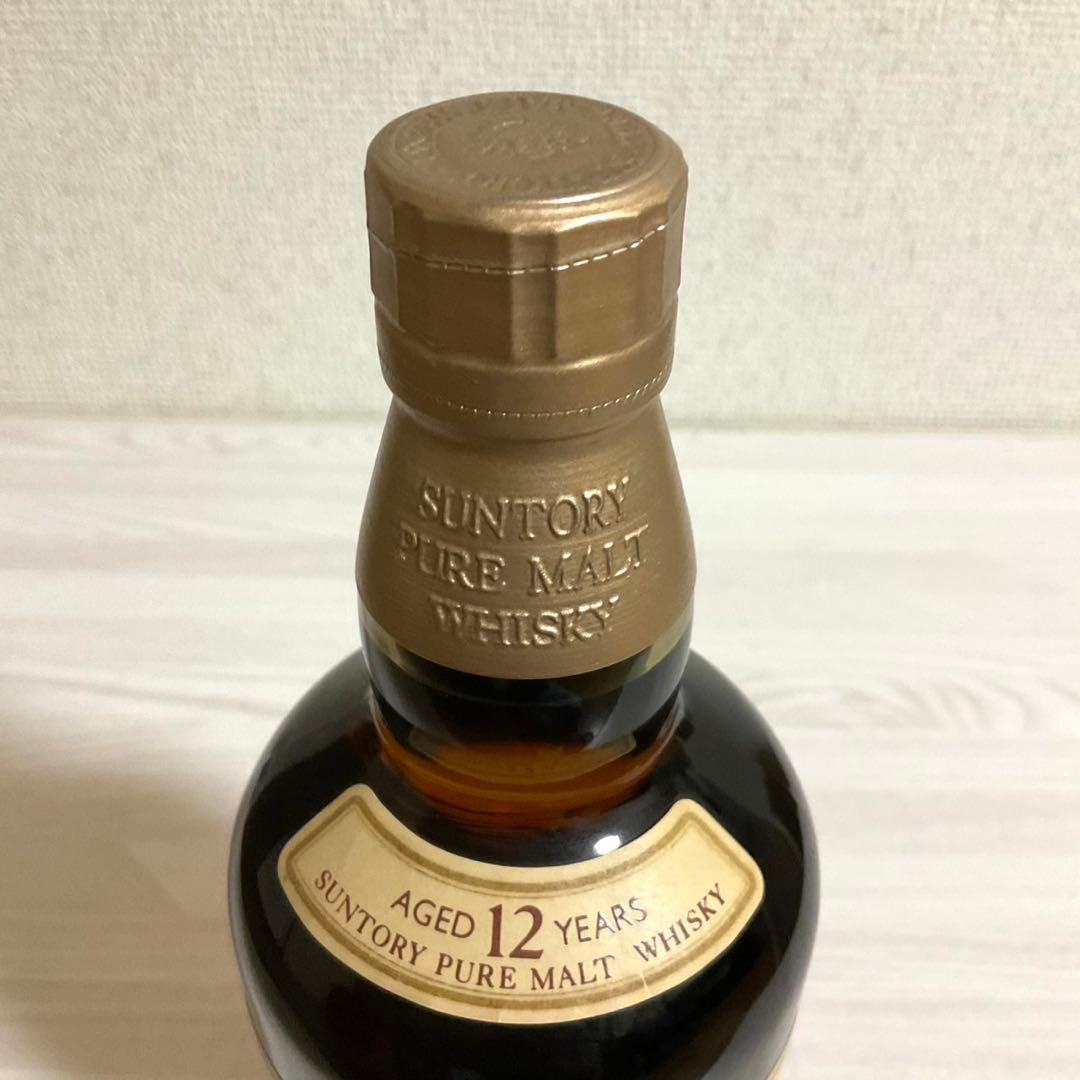 SUNTORY
PURE MALT
WHISKY
AGED 12 YEARS
SUNTORY PURE MALT WHISKY